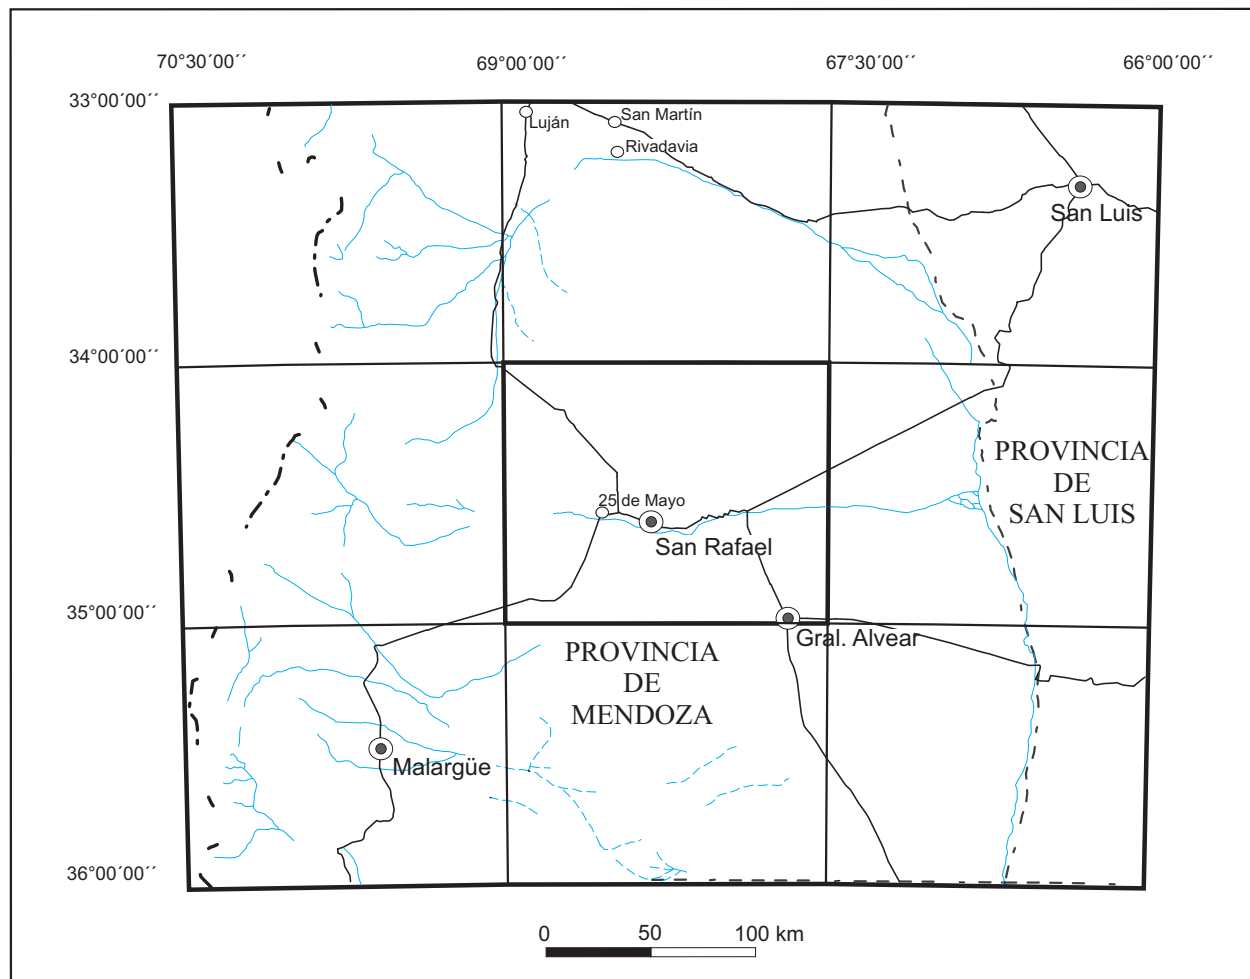 70°30´00´´
69°00´00´´
67°30´00´´
66°00´00´´
33°00´00´´
Luján
San Martín
Rivadavia
San Luis
34°00´00´´
PROVINCIA
DE
SAN LUIS
25 de Mayo
San Rafael
35°00´00´´
Gral. Alvear
PROVINCIA
DE
MENDOZA
Malargüe
36°00´00´´
0 50 100 km